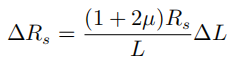 ΔR_s = \frac{(1 + 2μ)R_s}{L} ΔL